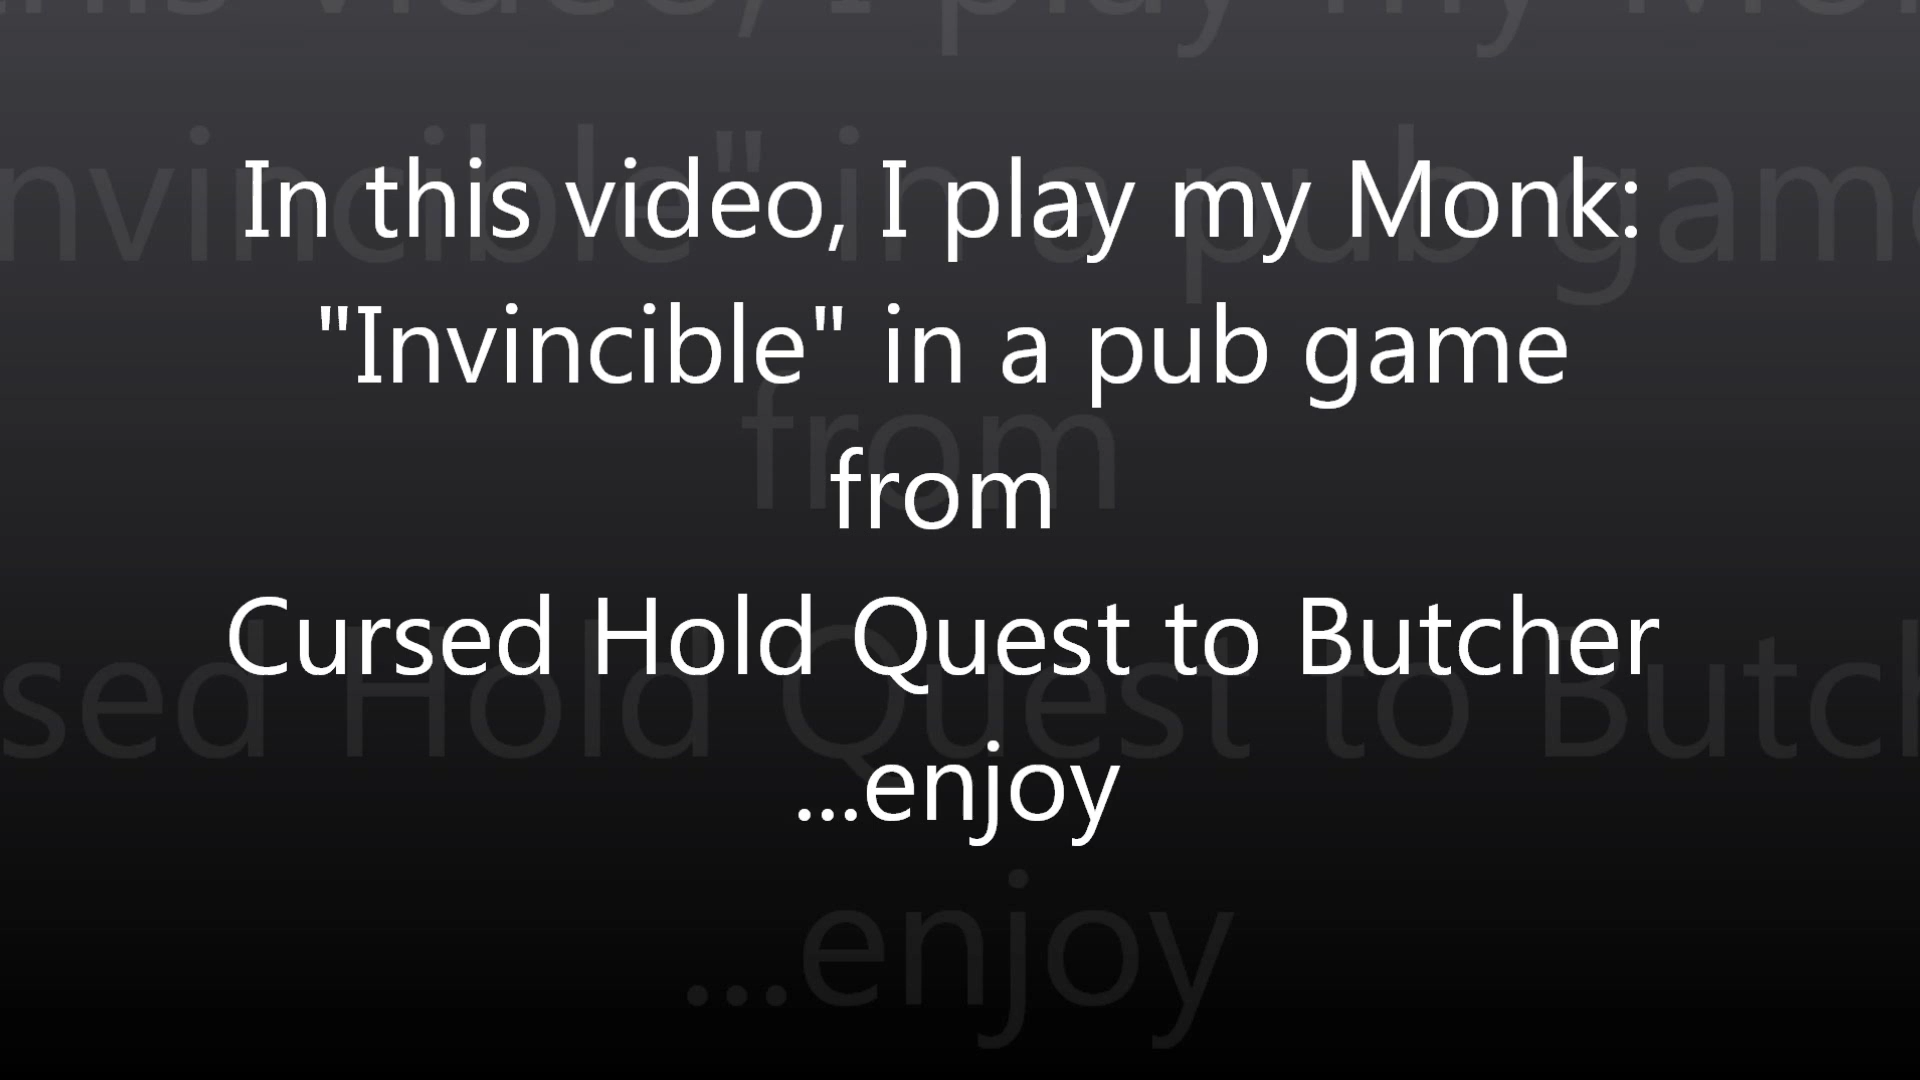 In this video, I play my Monk:
"Invincible" in a pub game
from
Cursed Hold Quest to Butcher
...enjoy